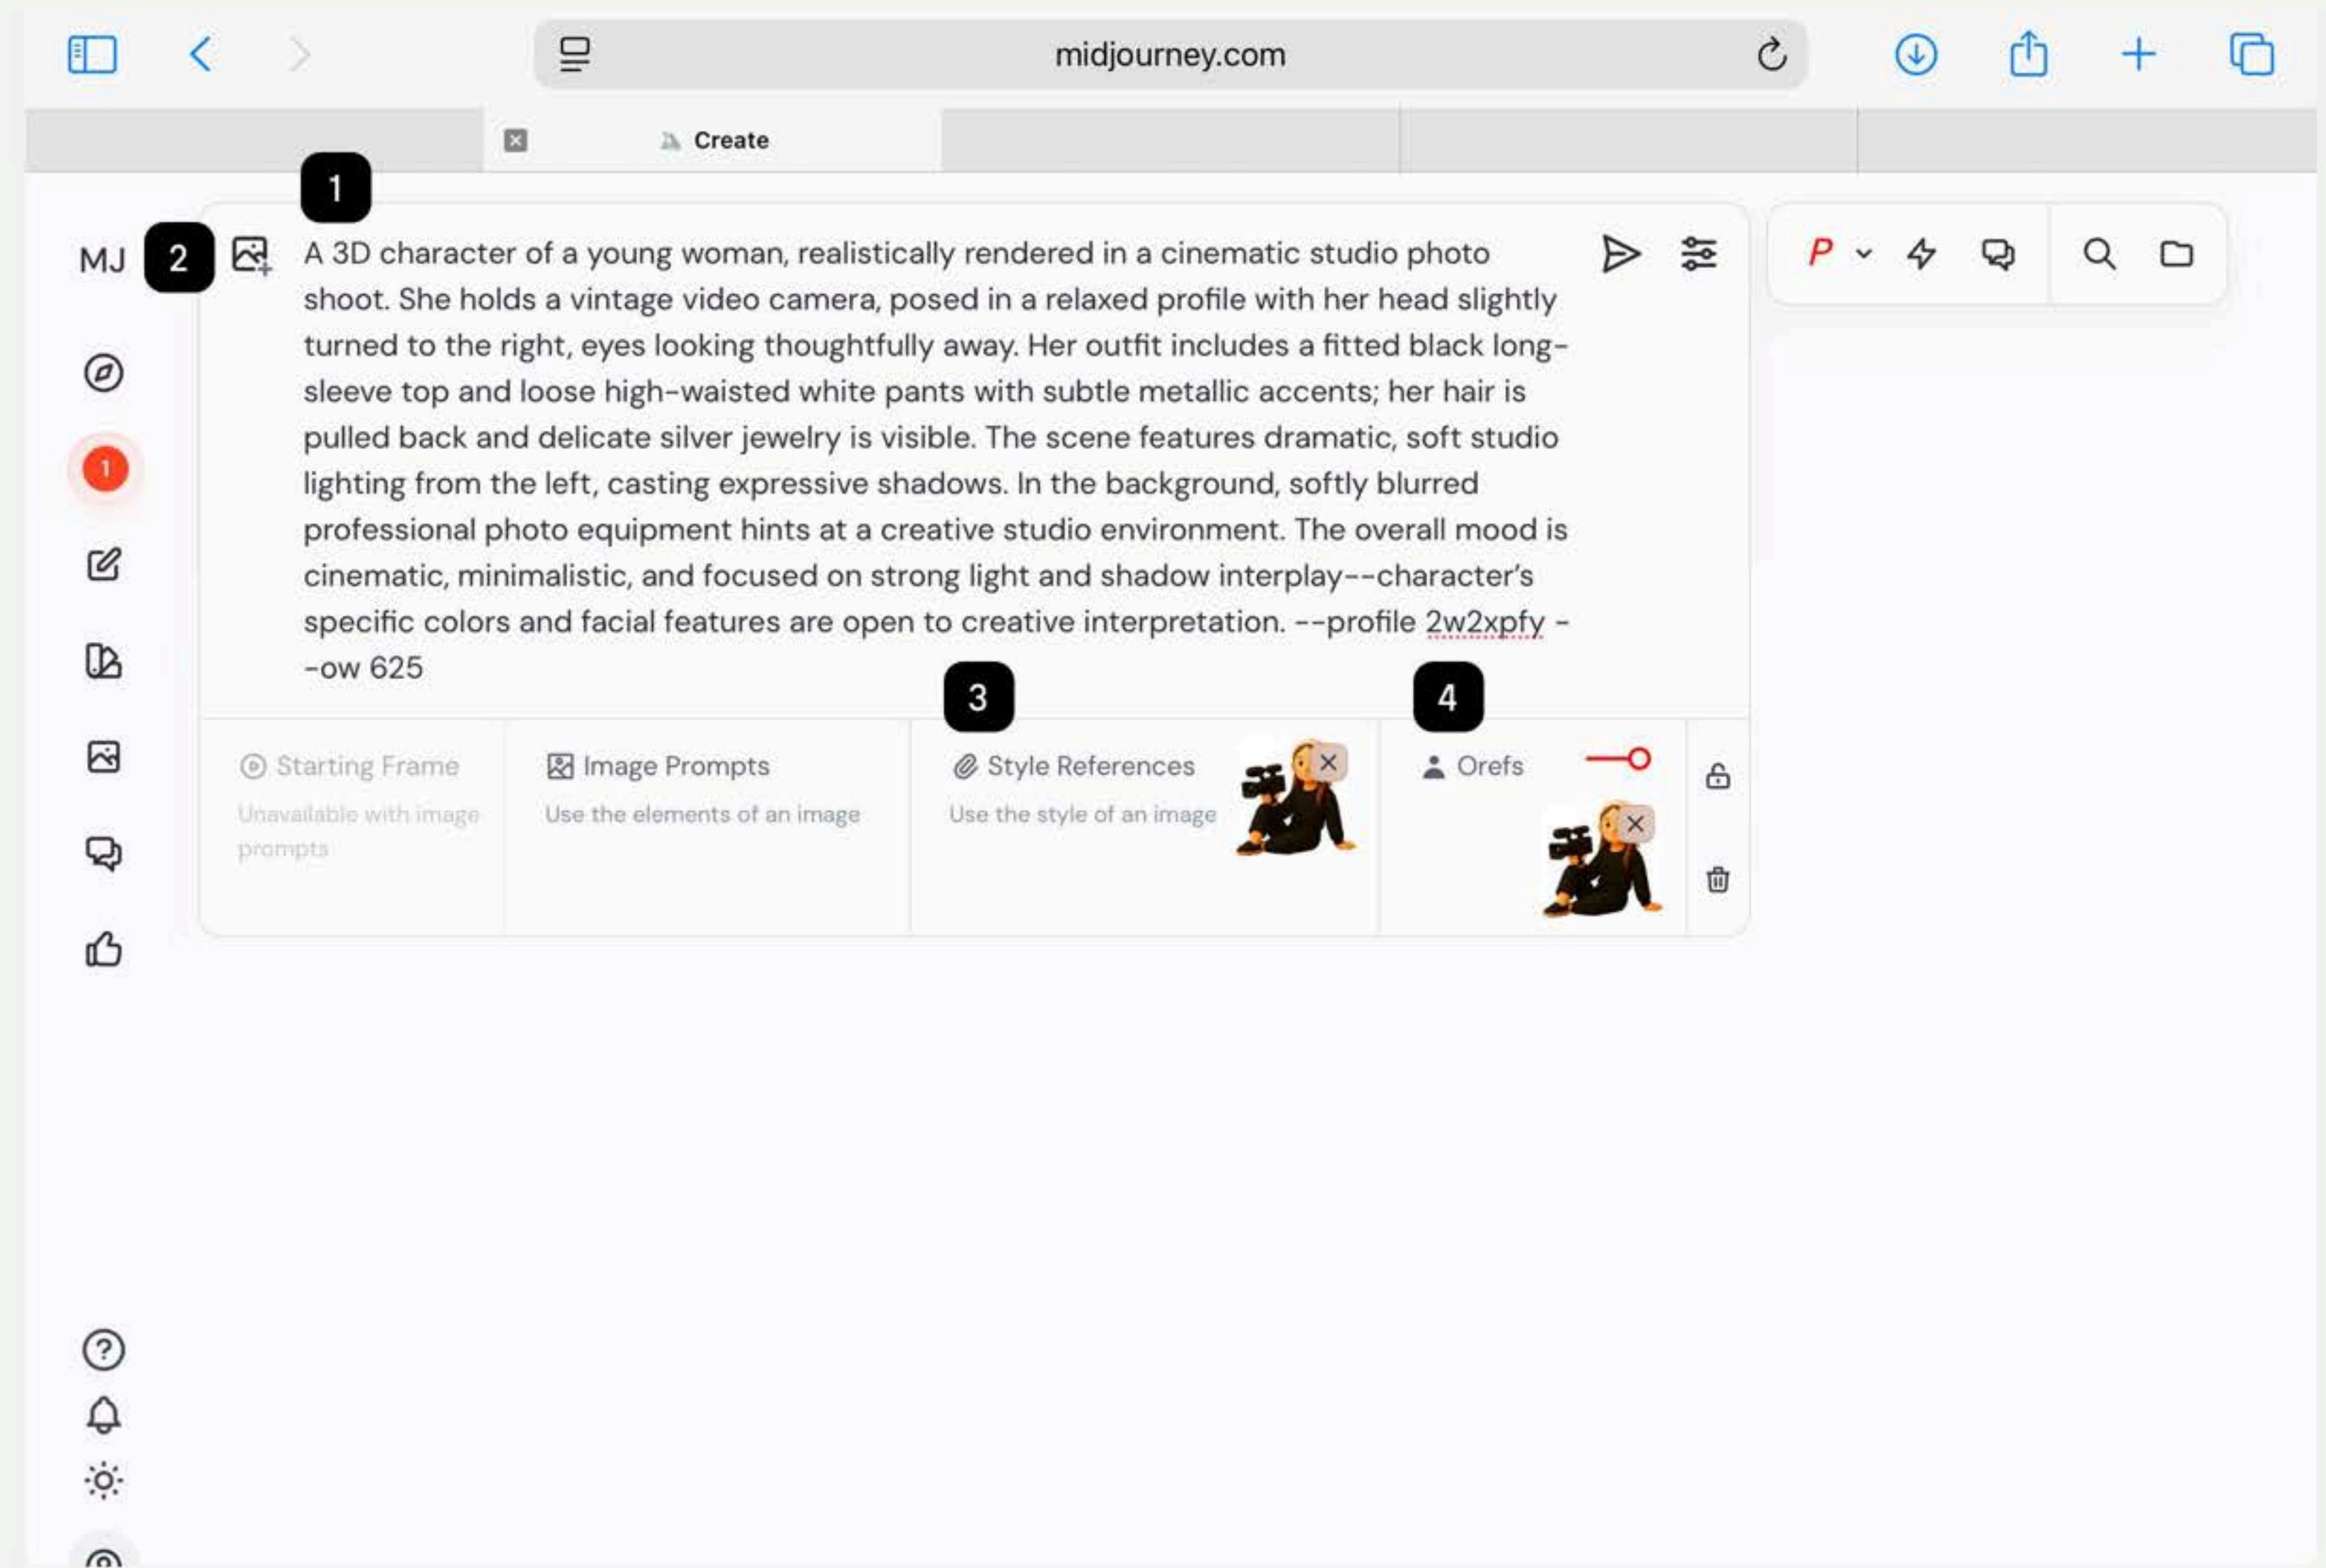 midjourney.com
Create
1
MJ
2
A 3D character of a young woman, realistically rendered in a cinematic studio photo
shoot. She holds a vintage video camera, posed in a relaxed profile with her head slightly
turned to the right, eyes looking thoughtfully away. Her outfit includes a fitted black long-
sleeve top and loose high-waisted white pants with subtle metallic accents; her hair is
pulled back and delicate silver jewelry is visible. The scene features dramatic, soft studio
lighting from the left, casting expressive shadows. In the background, softly blurred
professional photo equipment hints at a creative studio environment. The overall mood is
cinematic, minimalistic, and focused on strong light and shadow interplay--character's
specific colors and facial features are open to creative interpretation. --profile 2w2xpfy -
-ow 625
P
1
3
4
Starting Frame
Unavailable with image
prompts
Image Prompts
Use the elements of an image
Style References
Use the style of an image
Orefs